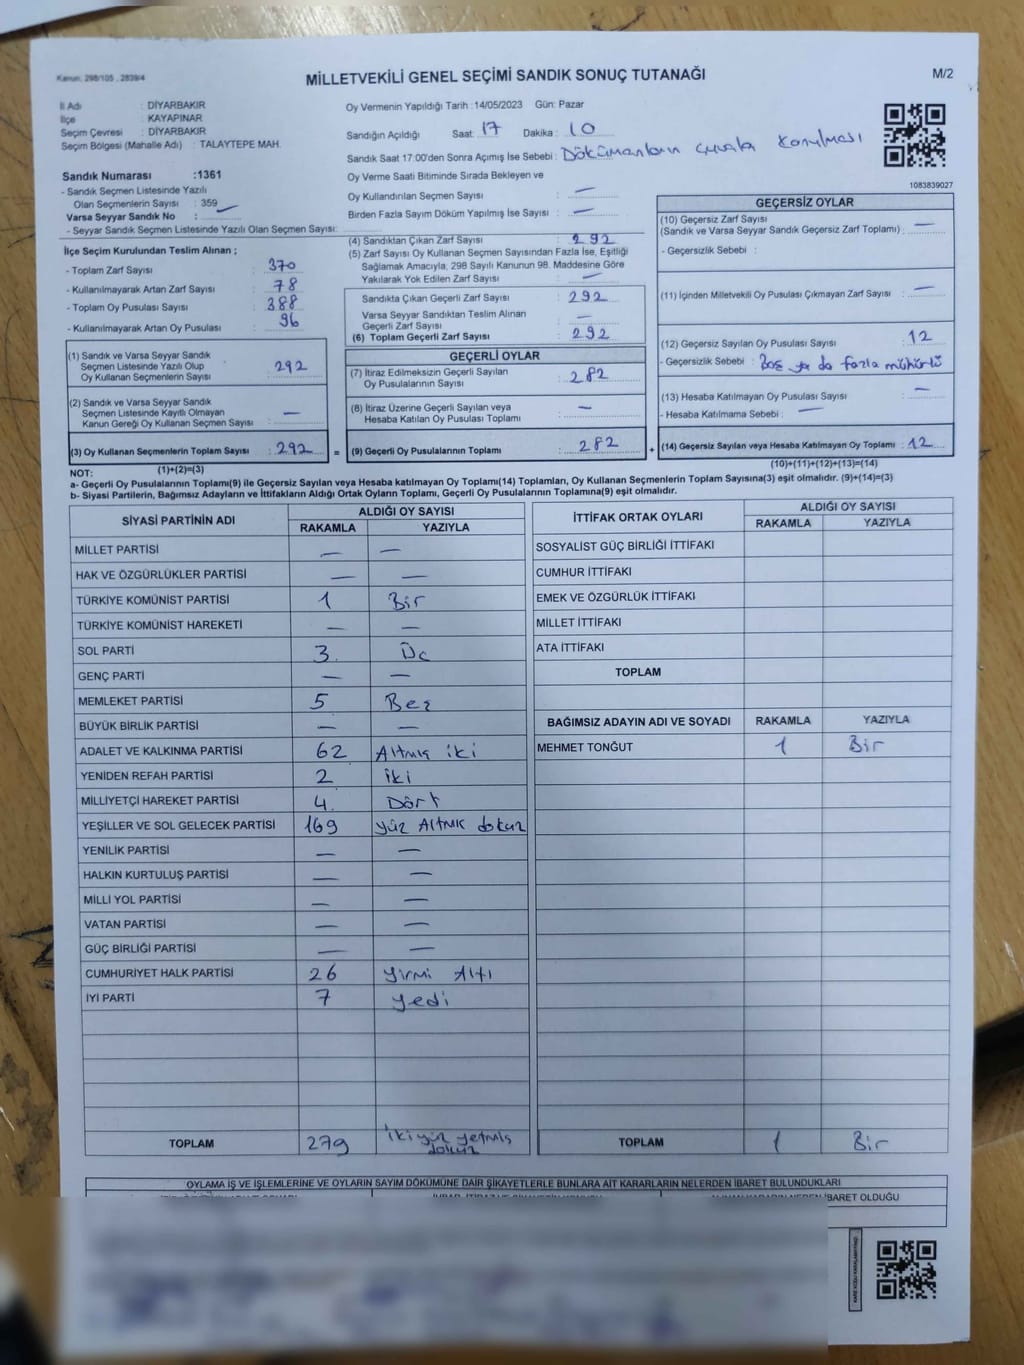 Kanun: 298/105 , 2839/4
MİLLETVEKİLİ GENEL SEÇİMİ SANDIK SONUÇ TUTANAĞI
M/2
İl Adı : DİYARBAKIR
İlçe : KAYAPINAR
Seçim Çevresi : DİYARBAKIR
Seçim Bölgesi (Mahalle Adı) : TALAYTEPE MAH.
Sandık Numarası :1361
- Sandık Seçmen Listesinde Yazılı
Olan Seçmenlerin Sayısı : 359
Varsa Seyyar Sandık No :
- Seyyar Sandık Seçmen Listesinde Yazılı Olan Seçmen Sayısı:
Oy Vermenin Yapıldığı Tarih :14/05/2023 Gün: Pazar
Sandığın Açıldığı Saat: 17 Dakika : 10
Sandık Saat 17:00'den Sonra Açımış İse Sebebi : Dökümanların çuvala konulması
Oy Verme Saati Bitiminde Sırada Bekleyen ve
Oy Kullandırılan Seçmen Sayısı : —
Birden Fazla Sayım Döküm Yapılmış İse Sayısı : —
1083839027
İlçe Seçim Kurulundan Teslim Alınan ;
- Toplam Zarf Sayısı : 370
- Kullanılmayarak Artan Zarf Sayısı : 78
- Toplam Oy Pusulası Sayısı : 388
- Kullanılmayarak Artan Oy Pusulası : 96
(1) Sandık ve Varsa Seyyar Sandık
Seçmen Listesinde Yazılı Olup
Oy Kullanan Seçmenlerin Sayısı : 292
(2) Sandık ve Varsa Seyyar Sandık
Seçmen Listesinde Kayıtlı Olmayan
Kanun Gereği Oy Kullanan Seçmen Sayısı : —
(3) Oy Kullanan Seçmenlerin Toplam Sayısı : 292
(1)+(2)=(3)
(4) Sandıktan Çıkan Zarf Sayısı : 292
(5) Zarf Sayısı Oy Kullanan Seçmen Sayısından Fazla İse, Eşitliği
Sağlamak Amacıyla, 298 Sayılı Kanunun 98. Maddesine Göre
Yakılarak Yok Edilen Zarf Sayısı : —
Sandıkta Çıkan Geçerli Zarf Sayısı : 292
Varsa Seyyar Sandıktan Teslim Alınan
Geçerli Zarf Sayısı : —
(6) Toplam Geçerli Zarf Sayısı : 292
GEÇERLİ OYLAR
(7) İtiraz Edilmeksizin Geçerli Sayılan
Oy Pusulalarının Sayısı : 282
(8) İtiraz Üzerine Geçerli Sayılan veya
Hesaba Katılan Oy Pusulası Toplamı : —
= (9) Geçerli Oy Pusulalarının Toplamı : 282 +
GEÇERSİZ OYLAR
(10) Geçersiz Zarf Sayısı
(Sandık ve Varsa Seyyar Sandık Geçersiz Zarf Toplamı) : —
- Geçersizlik Sebebi :
(11) İçinden Milletvekili Oy Pusulası Çıkmayan Zarf Sayısı : —
(12) Geçersiz Sayılan Oy Pusulası Sayısı : 12
- Geçersizlik Sebebi : Boş ya da fazla mühürlü
(13) Hesaba Katılmayan Oy Pusulası Sayısı : —
- Hesaba Katılmama Sebebi : —
(14) Geçersiz Sayılan veya Hesaba Katılmayan Oy Toplamı : 12
(10)+(11)+(12)+(13)=(14)
NOT:
a- Geçerli Oy Pusulalarının Toplamı(9) ile Geçersiz Sayılan veya Hesaba katılmayan Oy Toplamı(14) Toplamları, Oy Kullanan Seçmenlerin Toplam Sayısına(3) eşit olmalıdır. (9)+(14)=(3)
b- Siyasi Partilerin, Bağımsız Adayların ve İttifakların Aldığı Ortak Oyların Toplamı, Geçerli Oy Pusulalarının Toplamına(9) eşit olmalıdır.
SİYASİ PARTİNİN ADI ALDIĞI OY SAYISI
RAKAMLA YAZIYLA
MİLLET PARTİSİ — —
HAK VE ÖZGÜRLÜKLER PARTİSİ — —
TÜRKİYE KOMÜNİST PARTİSİ 1 Bir
TÜRKİYE KOMÜNİST HAREKETİ — —
SOL PARTİ 3 Üç
GENÇ PARTİ — —
MEMLEKET PARTİSİ 5 Beş
BÜYÜK BİRLİK PARTİSİ — —
ADALET VE KALKINMA PARTİSİ 62 Altmış iki
YENİDEN REFAH PARTİSİ 2 iki
MİLLİYETÇİ HAREKET PARTİSİ 4 Dört
YEŞİLLER VE SOL GELECEK PARTİSİ 169 yüz Altmış dokuz
YENİLİK PARTİSİ — —
HALKIN KURTULUŞ PARTİSİ — —
MİLLİ YOL PARTİSİ — —
VATAN PARTİSİ — —
GÜÇ BİRLİĞİ PARTİSİ — —
CUMHURİYET HALK PARTİSİ 26 yirmi Altı
İYİ PARTİ 7 yedi
TOPLAM 279 iki yüz yetmiş
dokuz
İTTİFAK ORTAK OYLARI ALDIĞI OY SAYISI
RAKAMLA YAZIYLA
SOSYALİST GÜÇ BİRLİĞİ İTTİFAKI
CUMHUR İTTİFAKI
EMEK VE ÖZGÜRLÜK İTTİFAKI
MİLLET İTTİFAKI
ATA İTTİFAKI
TOPLAM
BAĞIMSIZ ADAYIN ADI VE SOYADI RAKAMLA YAZIYLA
MEHMET TONĞUT 1 Bir
TOPLAM 1 Bir
OYLAMA İŞ VE İŞLEMLERİNE VE OYLARIN SAYIM DÖKÜMÜNE DAİR ŞİKAYETLERLE BUNLARA AİT KARARLARIN NELERDEN İBARET BULUNDUKLARI
İBARET OLDUĞU